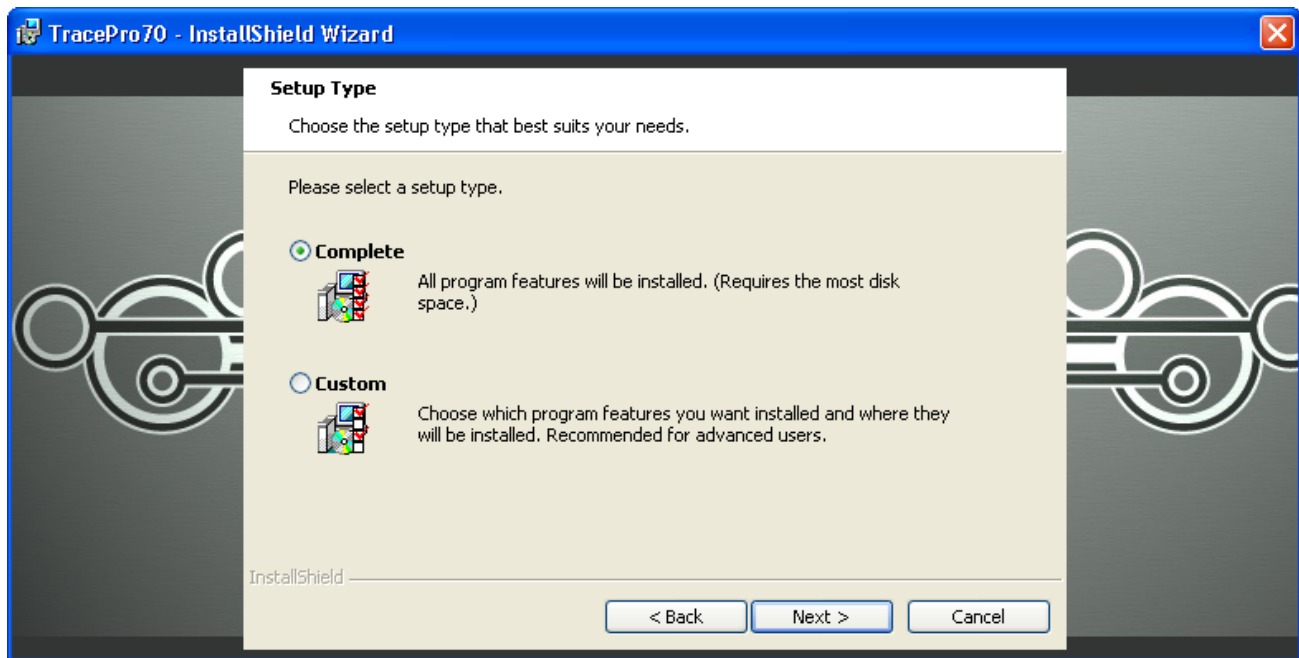 TracePro70 - InstallShield Wizard
Setup Type
Choose the setup type that best suits your needs.
Please select a setup type.
Complete
All program features will be installed. (Requires the most disk
space.)
Custom
Choose which program features you want installed and where they
will be installed. Recommended for advanced users.
InstallShield
< Back
Next >
Cancel